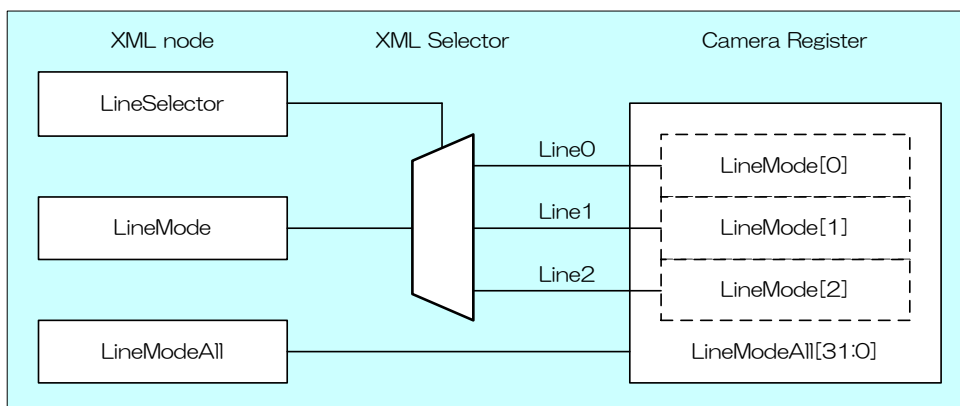 XML node XML Selector Camera Register
LineSelector
Line0 LineMode[0]
LineMode Line1 LineMode[1]
Line2 LineMode[2]
LineModeAll LineModeAll[31:0]